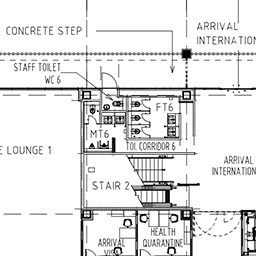 CONCRETE STEP
ARRIVAL
INTERNATION
STAFF TOILET
WC 6
FT6
MT6
TOI. CORRIDOR 6
E LOUNGE 1
ARRIVAL
INTERNATION
STAIR 2
ARRIVAL
VIS
HEALTH
QUARANTINE